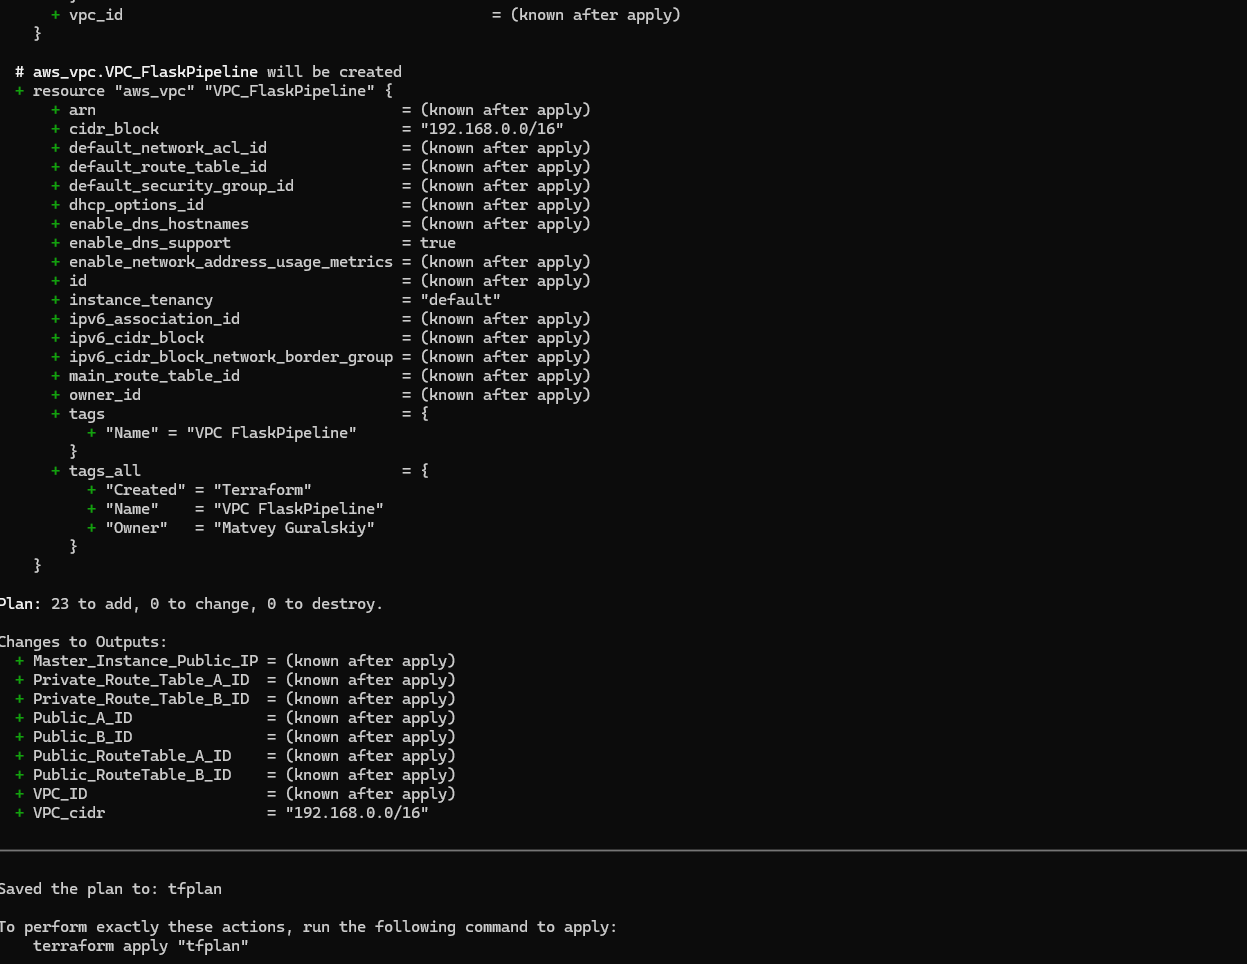 + vpc_id = (known after apply)
}
# aws_vpc.VPC_FlaskPipeline will be created
+ resource "aws_vpc" "VPC_FlaskPipeline" {
+ arn = (known after apply)
+ cidr_block = "192.168.0.0/16"
+ default_network_acl_id = (known after apply)
+ default_route_table_id = (known after apply)
+ default_security_group_id = (known after apply)
+ dhcp_options_id = (known after apply)
+ enable_dns_hostnames = (known after apply)
+ enable_dns_support = true
+ enable_network_address_usage_metrics = (known after apply)
+ id = (known after apply)
+ instance_tenancy = "default"
+ ipv6_association_id = (known after apply)
+ ipv6_cidr_block = (known after apply)
+ ipv6_cidr_block_network_border_group = (known after apply)
+ main_route_table_id = (known after apply)
+ owner_id = (known after apply)
+ tags = {
+ "Name" = "VPC FlaskPipeline"
}
+ tags_all = {
+ "Created" = "Terraform"
+ "Name" = "VPC FlaskPipeline"
+ "Owner" = "Matvey Guralskiy"
}
}
Plan: 23 to add, 0 to change, 0 to destroy.
Changes to Outputs:
+ Master_Instance_Public_IP = (known after apply)
+ Private_Route_Table_A_ID = (known after apply)
+ Private_Route_Table_B_ID = (known after apply)
+ Public_A_ID = (known after apply)
+ Public_B_ID = (known after apply)
+ Public_RouteTable_A_ID = (known after apply)
+ Public_RouteTable_B_ID = (known after apply)
+ VPC_ID = (known after apply)
+ VPC_cidr = "192.168.0.0/16"
Saved the plan to: tfplan
To perform exactly these actions, run the following command to apply:
terraform apply "tfplan"